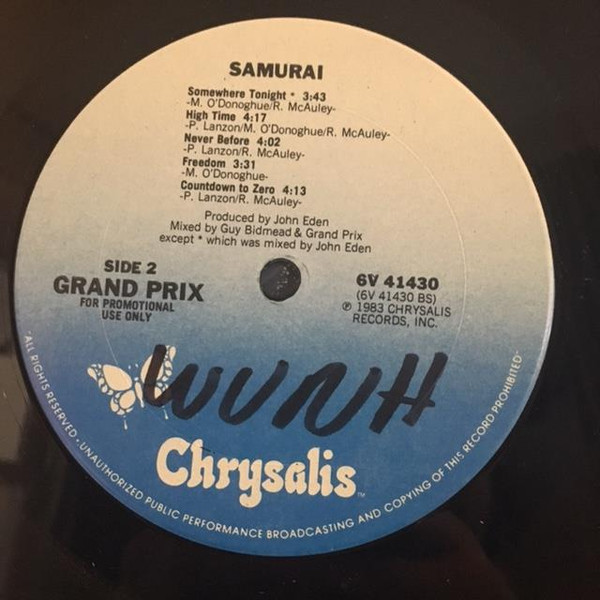 SAMURAI
Somewhere Tonight * 3:43
-M. O'Donoghue/R. McAuley-
High Time 4:17
-P. Lanzon/M. O'Donoghue/R. McAuley-
Never Before 4:02
-P. Lanzon/R. McAuley-
Freedom 3:31
-M. O'Donoghue-
Countdown to Zero 4:13
-P. Lanzon/R. McAuley-
Produced by John Eden
Mixed by Guy Bidmead & Grand Prix
except * which was mixed by John Eden
SIDE 2
GRAND PRIX
FOR PROMOTIONAL
USE ONLY
6V 41430
(6V 41430 BS)
℗ 1983 CHRYSALIS
RECORDS, INC.
WUNH
Chrysalis™
"ALL RIGHTS RESERVED - UNAUTHORIZED PUBLIC PERFORMANCE BROADCASTING AND COPYING OF THIS RECORD PROHIBITED"